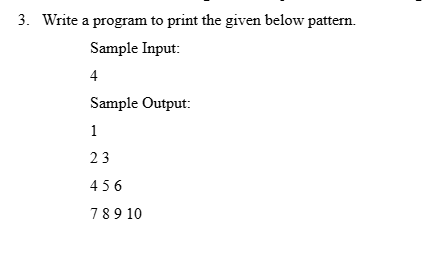 3. Write a program to print the given below pattern.
Sample Input:
4
Sample Output:
1
2 3
4 5 6
7 8 9 10